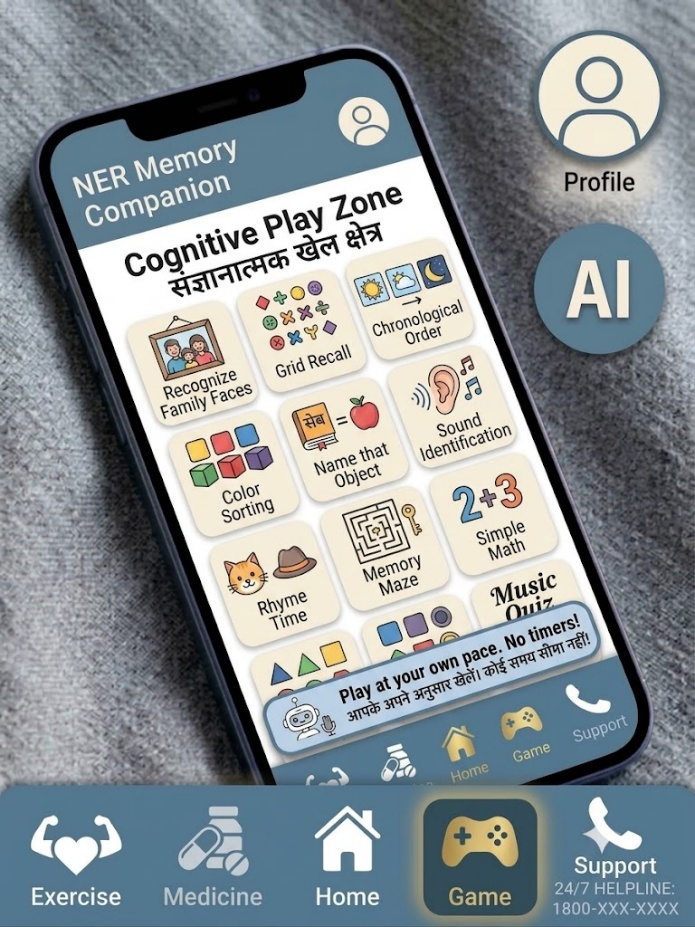 NER Memory
Companion
Cognitive Play Zone
संज्ञानात्मक खेल क्षेत्र
Recognize
Family Faces
Grid Recall
Chronological
Order
Color
Sorting
सेब
=
Name that
Object
Sound
Identification
Rhyme
Time
Memory
Maze
2+3
Simple
Math
Music
Quiz
Play at your own pace. No timers!
आपके अपने अनुसार खेलें। कोई समय सीमा नहीं!
Home
Game
Support
Profile
AI
Exercise
Medicine
Home
Game
Support
24/7 HELPLINE:
1800-XXX-XXXX